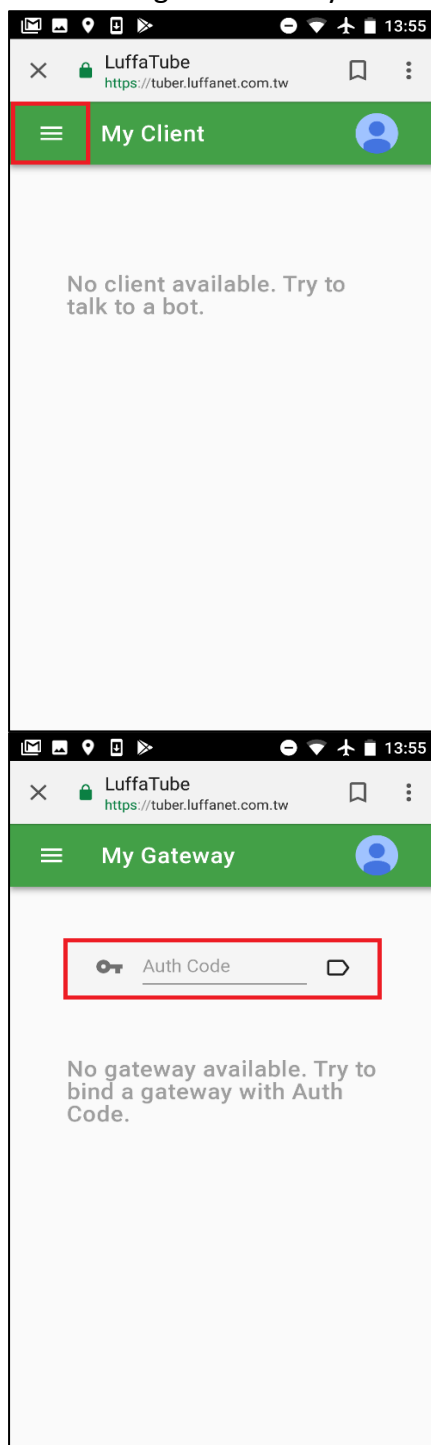 13:55
LuffaTube
https://tuber.luffanet.com.tw
My Client
No client available. Try to
talk to a bot.
13:55
LuffaTube
https://tuber.luffanet.com.tw
My Gateway
Auth Code
No gateway available. Try to
bind a gateway with Auth
Code.